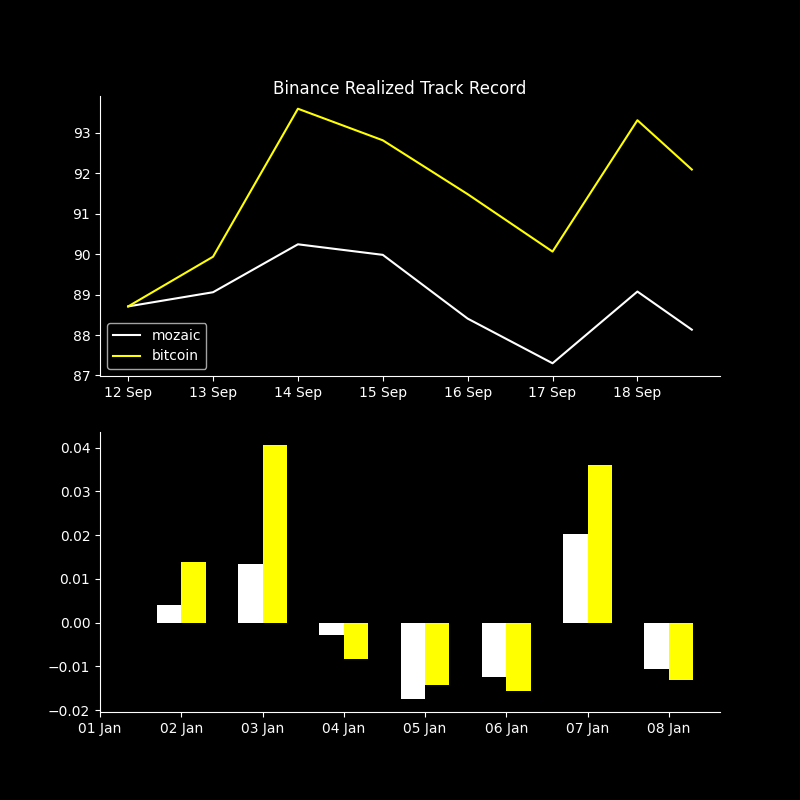 Binance Realized Track Record
93
92
91
90
89
88
87
mozaic
bitcoin
12 Sep 13 Sep 14 Sep 15 Sep 16 Sep 17 Sep 18 Sep
0.04
0.03
0.02
0.01
0.00
−0.01
−0.02
01 Jan 02 Jan 03 Jan 04 Jan 05 Jan 06 Jan 07 Jan 08 Jan